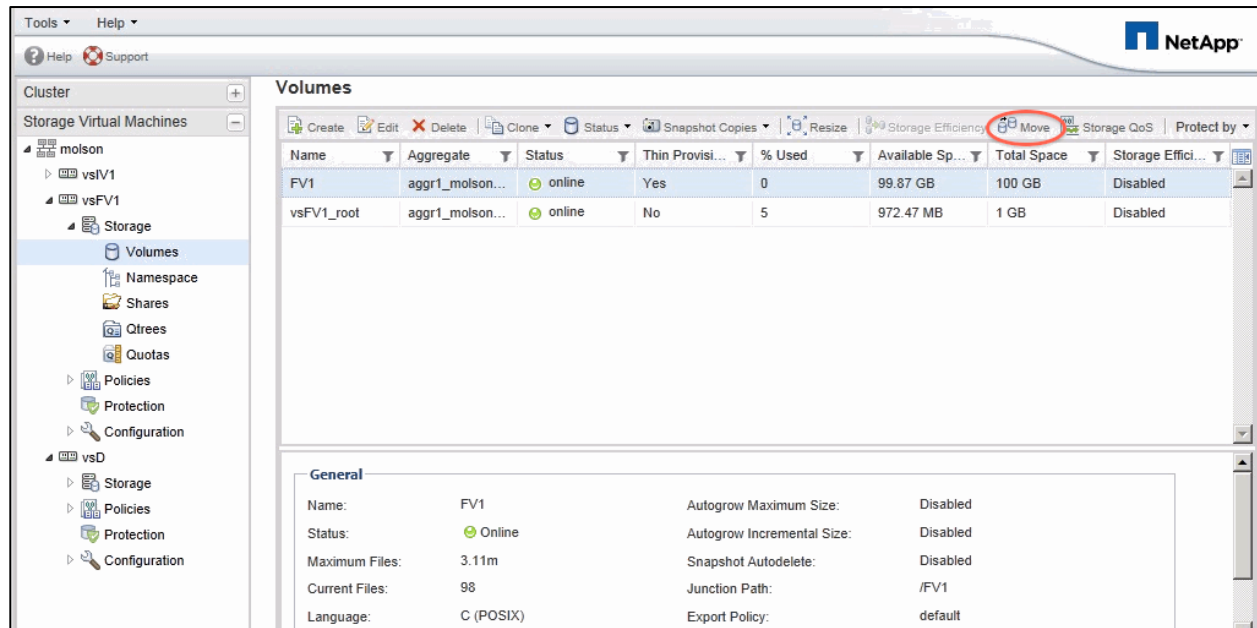 Tools Help
NetApp
Help Support
Cluster
Storage Virtual Machines
molson
vsIV1
vsFV1
Storage
Volumes
Namespace
Shares
Qtrees
Quotas
Policies
Protection
Configuration
vsD
Storage
Policies
Protection
Configuration
Volumes
Create Edit Delete Clone Status Snapshot Copies Resize Storage Efficiency Move Storage QoS Protect by
Name Aggregate Status Thin Provisi... % Used Available Sp... Total Space Storage Effici...
FV1 aggr1_molson... online Yes 0 99.87 GB 100 GB Disabled
vsFV1_root aggr1_molson... online No 5 972.47 MB 1 GB Disabled
General
Name: FV1 Autogrow Maximum Size: Disabled
Status: Online Autogrow Incremental Size: Disabled
Maximum Files: 3.11m Snapshot Autodelete: Disabled
Current Files: 98 Junction Path: /FV1
Language: C (POSIX) Export Policy: default